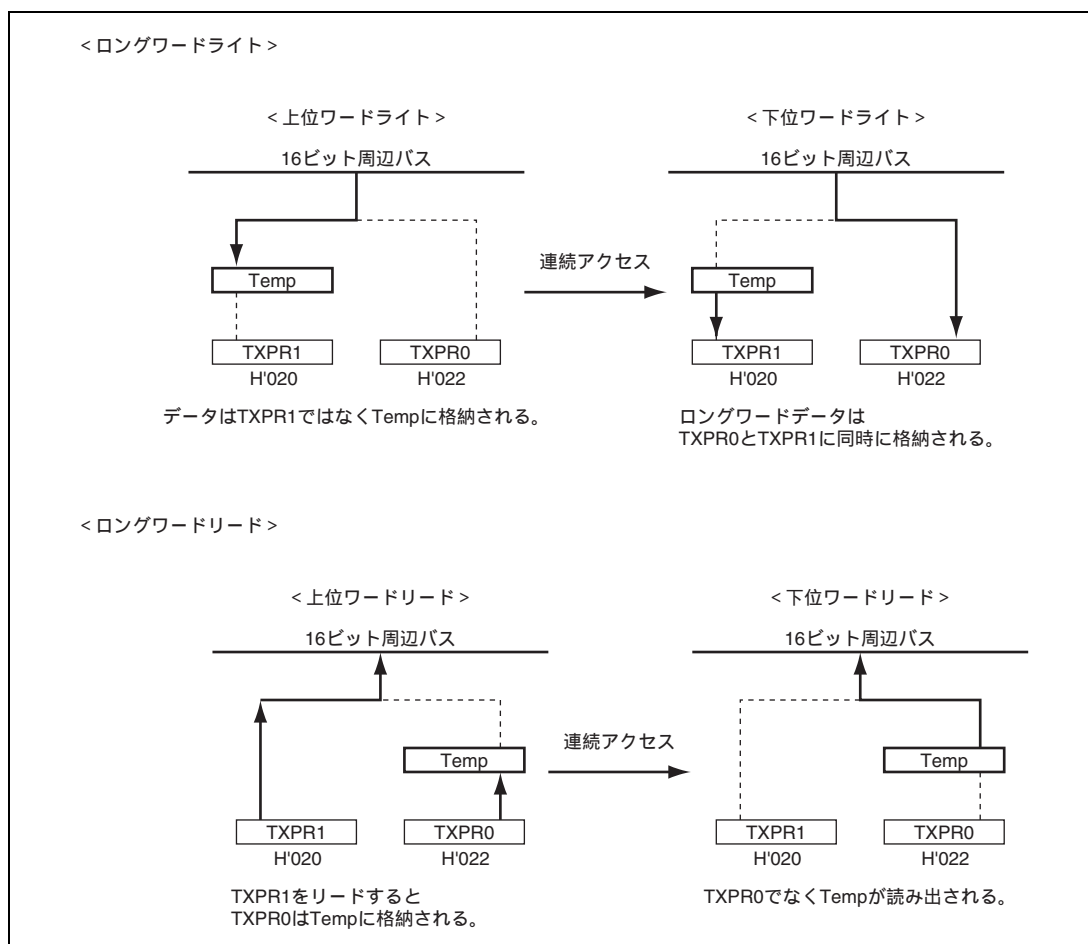 <ロングワードライト>
<上位ワードライト>
<下位ワードライト>
16ビット周辺バス
16ビット周辺バス
連続アクセス
Temp
Temp
TXPR1
TXPR0
TXPR1
TXPR0
H'020
H'022
H'020
H'022
データはTXPR1ではなくTempに格納される。
ロングワードデータは
TXPR0とTXPR1に同時に格納される。
<ロングワードリード>
<上位ワードリード>
<下位ワードリード>
16ビット周辺バス
16ビット周辺バス
連続アクセス
Temp
Temp
TXPR1
TXPR0
TXPR1
TXPR0
H'020
H'022
H'020
H'022
TXPR1をリードすると
TXPR0はTempに格納される。
TXPR0でなくTempが読み出される。